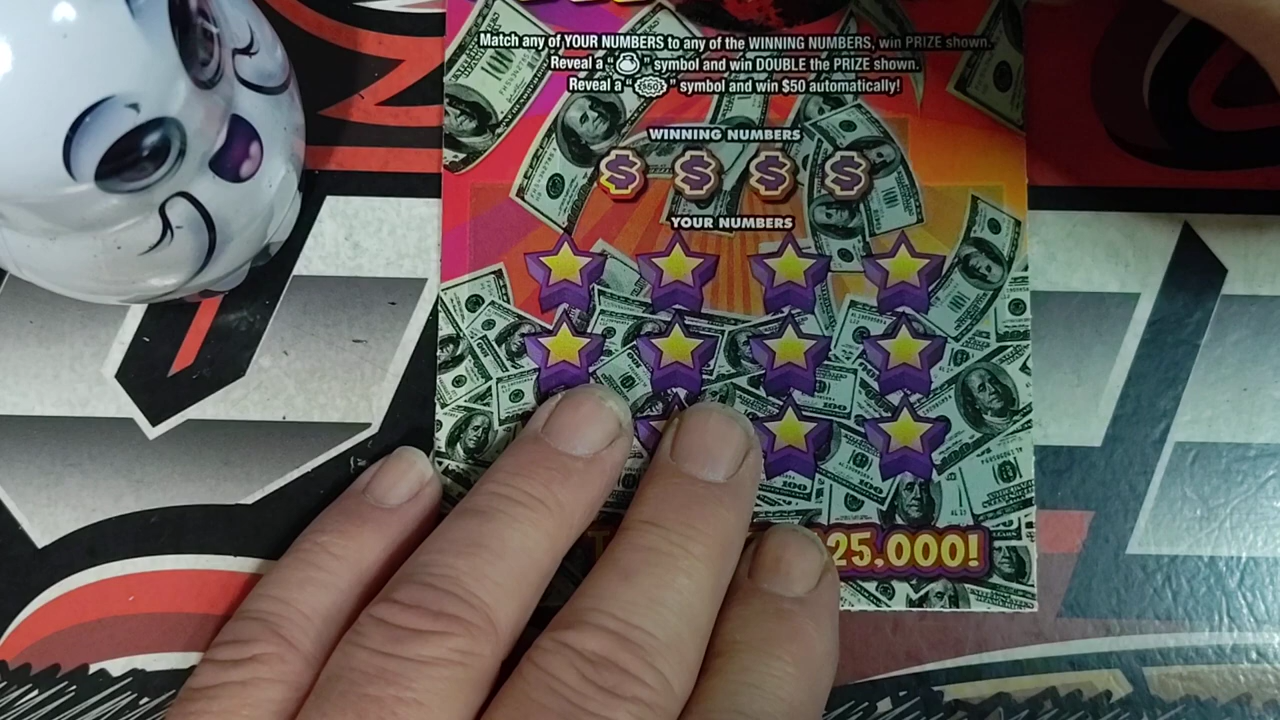 Match any of YOUR NUMBERS to any of the WINNING NUMBERS, win PRIZE shown.
Reveal a " " symbol and win DOUBLE the PRIZE shown.
Reveal a "$50" symbol and win $50 automatically!
WINNING NUMBERS
$ $ $ $
YOUR NUMBERS
25,000!